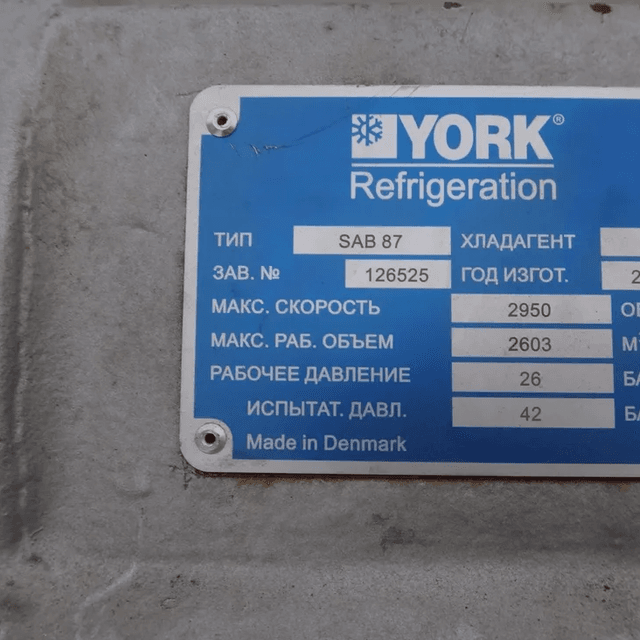 YORK®
Refrigeration
ТИП SAB 87 ХЛАДАГЕНТ
ЗАВ. № 126525 ГОД ИЗГОТ. 2
МАКС. СКОРОСТЬ 2950
МАКС. РАБ. ОБЪЕМ 2603
РАБОЧЕЕ ДАВЛЕНИЕ 26
ИСПЫТАТ. ДАВЛ. 42
Made in Denmark